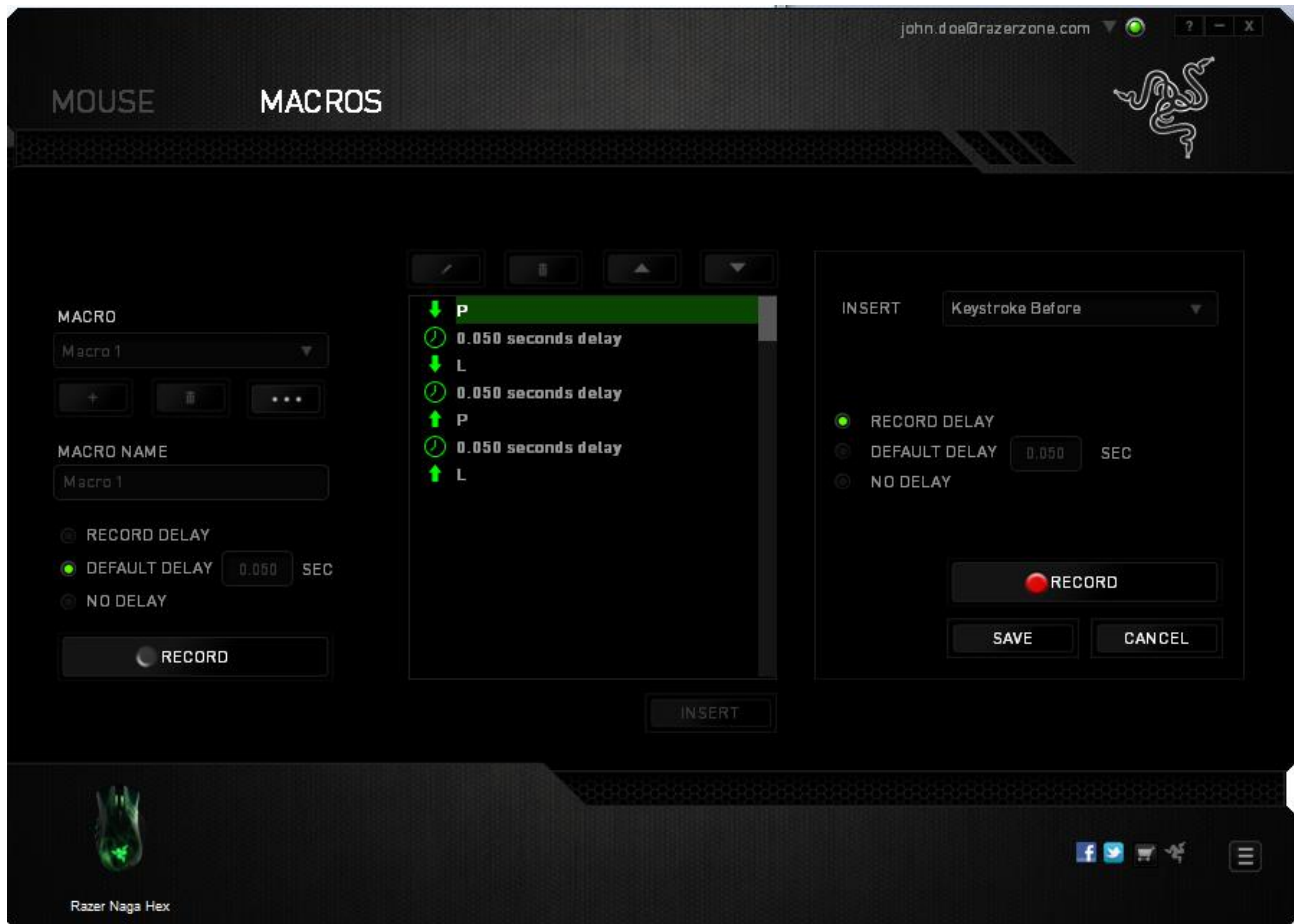 john.doe@razerzone.com
? - X
MOUSE
MACROS
MACRO
Macro 1
+
...
MACRO NAME
Macro 1
RECORD DELAY
DEFAULT DELAY 0.050 SEC
NO DELAY
RECORD
P
0.050 seconds delay
L
0.050 seconds delay
P
0.050 seconds delay
L
INSERT
INSERT Keystroke Before
RECORD DELAY
DEFAULT DELAY 0.050 SEC
NO DELAY
RECORD
SAVE CANCEL
Razer Naga Hex
f